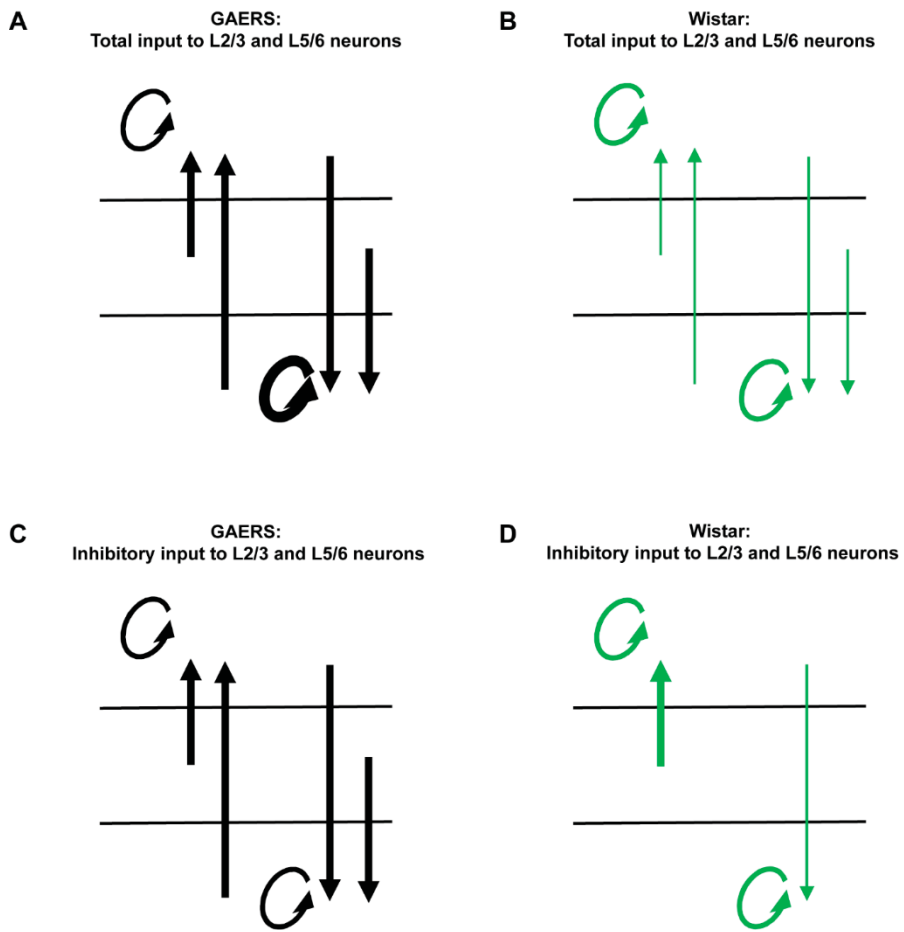 A
GAERS:
Total input to L2/3 and L5/6 neurons
B
Wistar:
Total input to L2/3 and L5/6 neurons
C
GAERS:
Inhibitory input to L2/3 and L5/6 neurons
D
Wistar:
Inhibitory input to L2/3 and L5/6 neurons